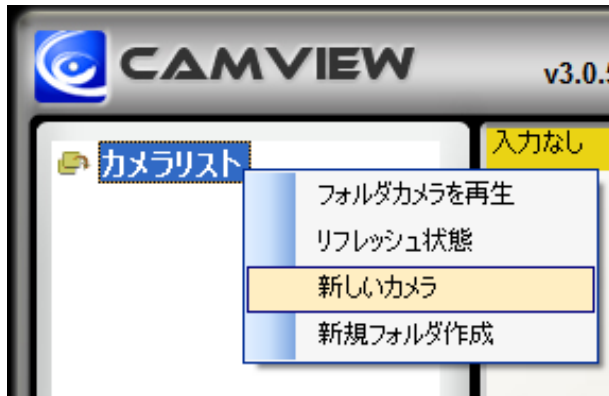 CAMVIEW
v3.0.5
カメラリスト
入力なし
フォルダカメラを再生
リフレッシュ状態
新しいカメラ
新規フォルダ作成